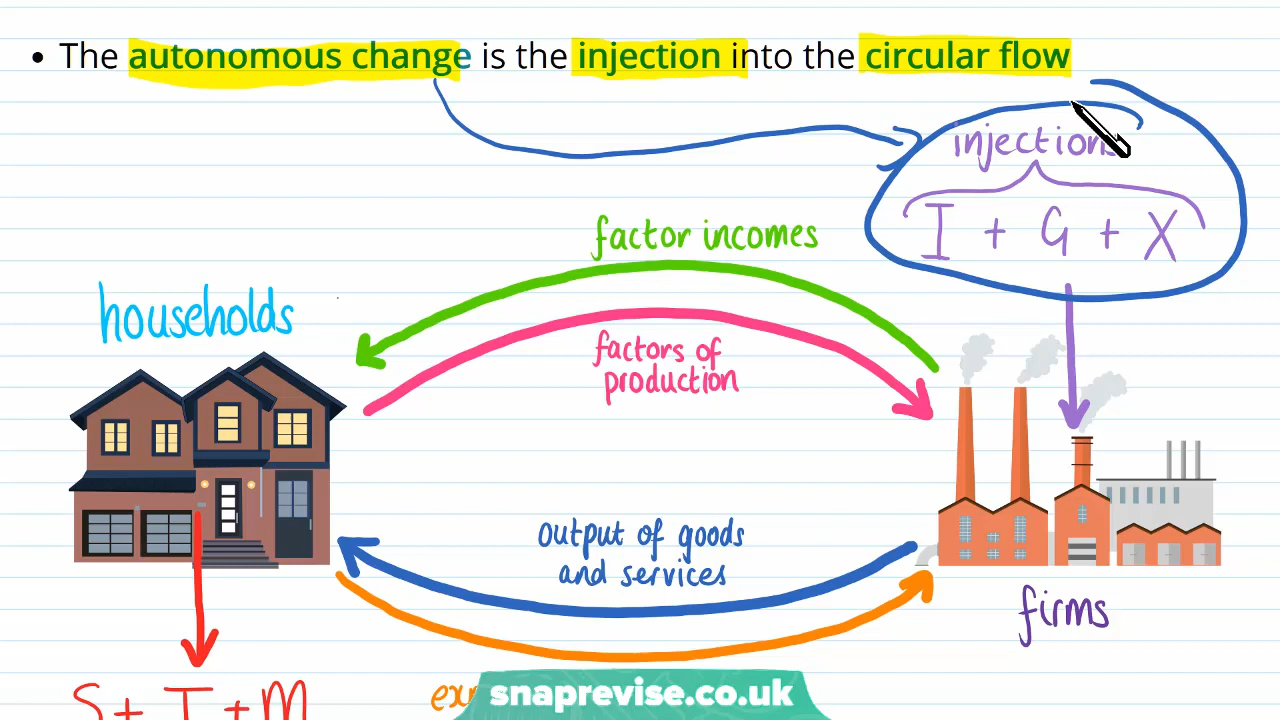 • The autonomous change is the injection into the circular flow
injections
I + G + X
factor incomes
households
factors of
production
output of goods
and services
firms
S + T + M
snaprevise.co.uk